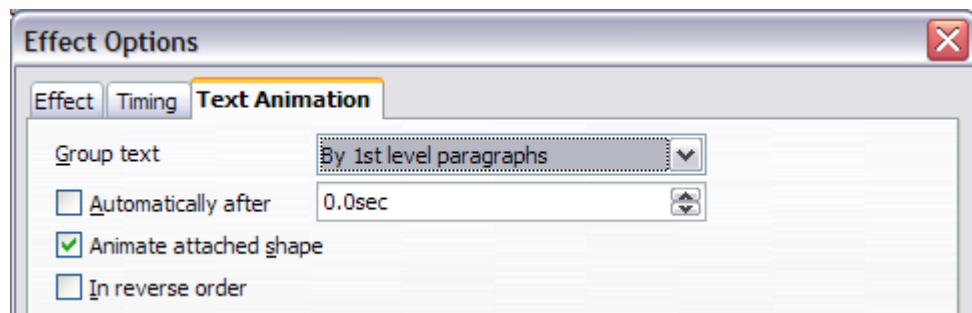 Effect Options
Effect Timing Text Animation
Group text By 1st level paragraphs
Automatically after 0.0sec
Animate attached shape
In reverse order